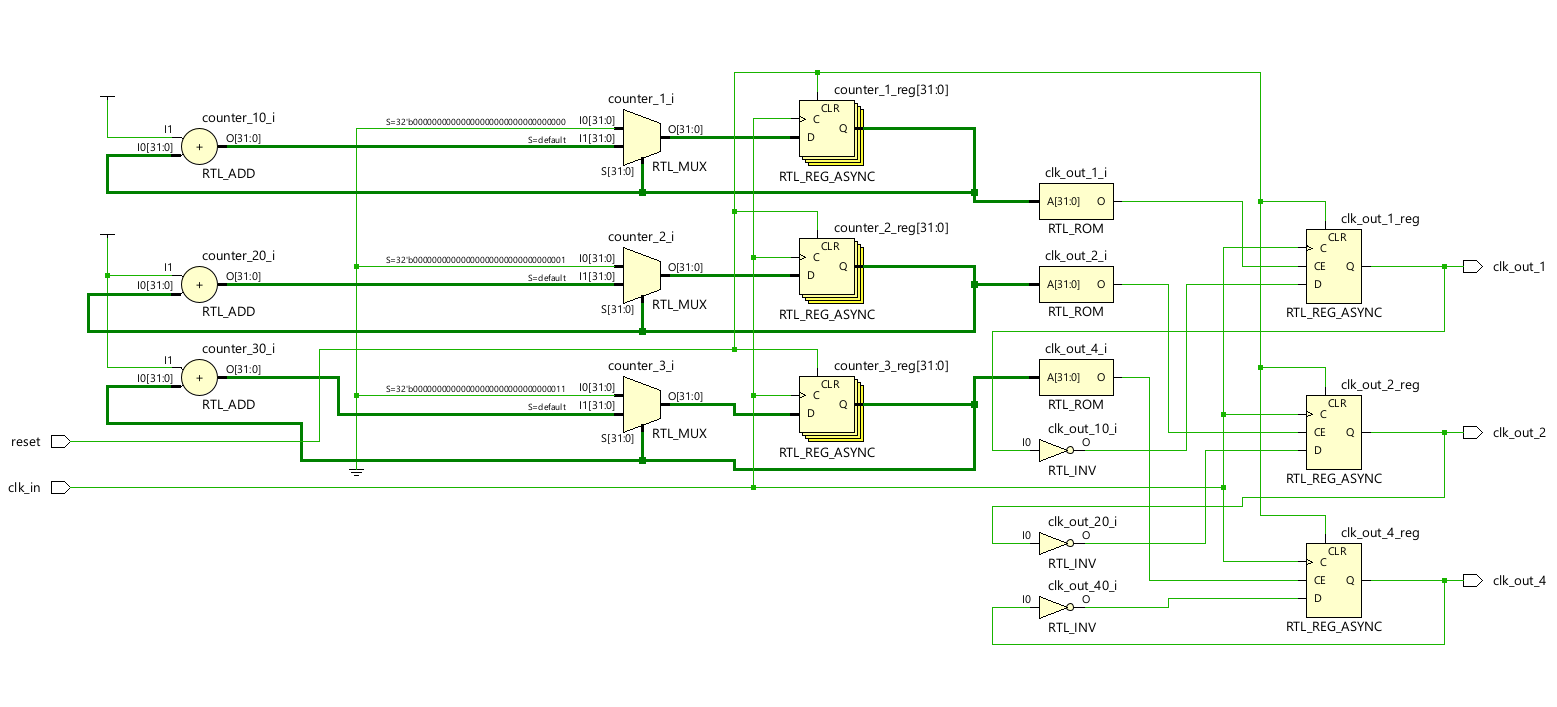 counter_10_i
I1
I0[31:0]
+
O[31:0]
RTL_ADD
counter_1_i
S=32'b00000000000000000000000000000000
I0[31:0]
S=default
I1[31:0]
S[31:0]
O[31:0]
RTL_MUX
counter_1_reg[31:0]
CLR
C
D
Q
RTL_REG_ASYNC
clk_out_1_i
A[31:0]
O
RTL_ROM
clk_out_1_reg
CLR
C
CE
D
Q
RTL_REG_ASYNC
clk_out_1
counter_20_i
I1
I0[31:0]
+
O[31:0]
RTL_ADD
counter_2_i
S=32'b00000000000000000000000000000001
I0[31:0]
S=default
I1[31:0]
S[31:0]
O[31:0]
RTL_MUX
counter_2_reg[31:0]
CLR
C
D
Q
RTL_REG_ASYNC
clk_out_2_i
A[31:0]
O
RTL_ROM
counter_30_i
I1
I0[31:0]
+
O[31:0]
RTL_ADD
counter_3_i
S=32'b00000000000000000000000000000011
I0[31:0]
S=default
I1[31:0]
S[31:0]
O[31:0]
RTL_MUX
counter_3_reg[31:0]
CLR
C
D
Q
RTL_REG_ASYNC
clk_out_4_i
A[31:0]
O
RTL_ROM
clk_out_10_i
I0
O
RTL_INV
clk_out_2_reg
CLR
C
CE
D
Q
RTL_REG_ASYNC
clk_out_2
reset
clk_in
clk_out_20_i
I0
O
RTL_INV
clk_out_40_i
I0
O
RTL_INV
clk_out_4_reg
CLR
C
CE
D
Q
RTL_REG_ASYNC
clk_out_4